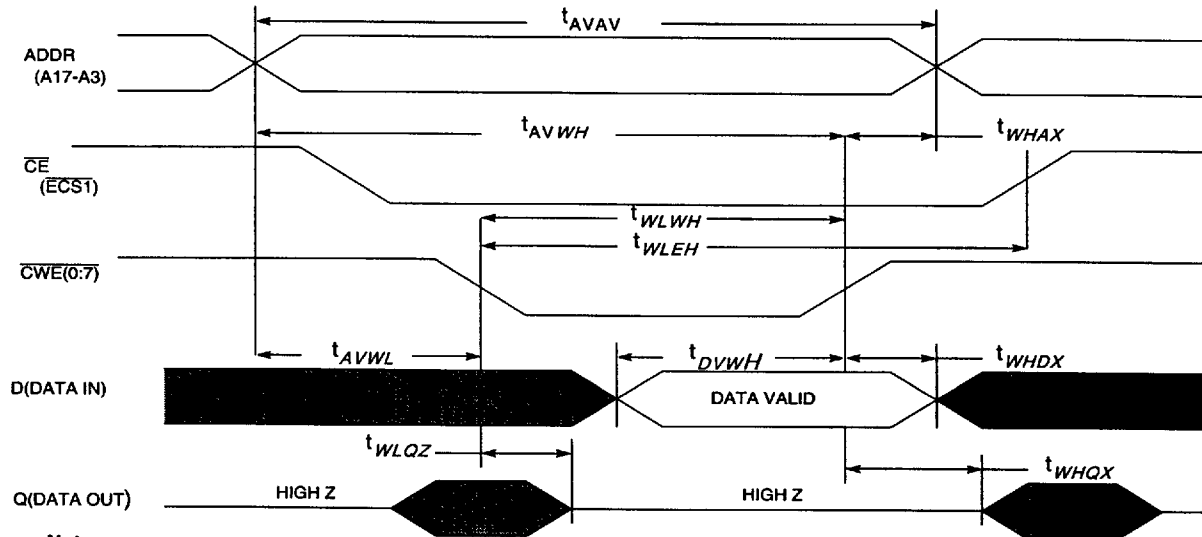 tAVAV
ADDR
(A17-A3)
tAVWH
tWHAX
CE
(ECS1)
tWLWH
tWLEH
CWE(0:7)
tAVWL
tDVWH
tWHDX
D(DATA IN)
DATA VALID
tWLQZ
tWHQX
HIGH Z
HIGH Z
Q(DATA OUT)